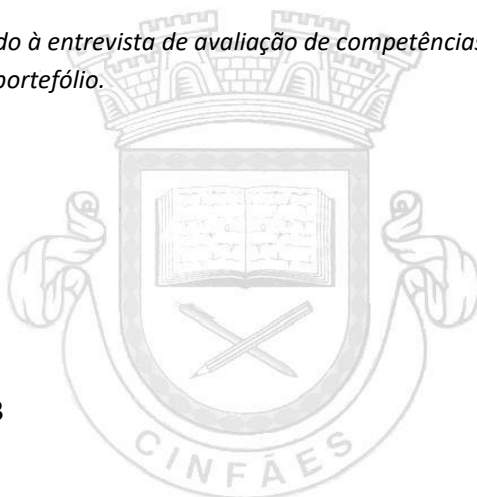 do à entrevista de avaliação de competências
portefólio.
3
CINFÃES